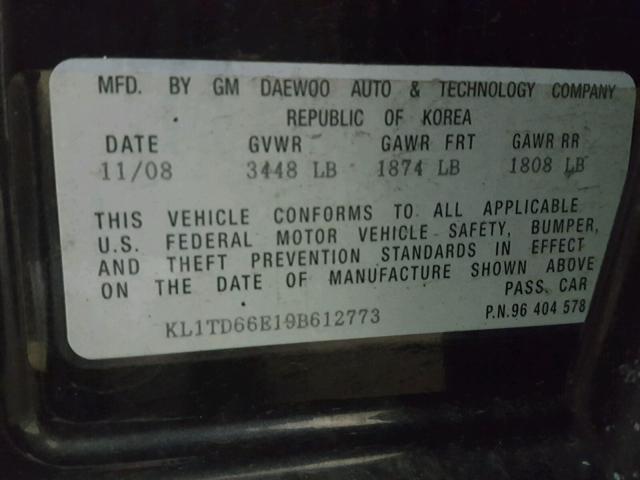 MFD. BY GM DAEWOO AUTO & TECHNOLOGY COMPANY
REPUBLIC OF KOREA
DATE GVWR GAWR FRT GAWR RR
11/08 3448 LB 1874 LB 1808 LB
THIS VEHICLE CONFORMS TO ALL APPLICABLE
U.S. FEDERAL MOTOR VEHICLE SAFETY, BUMPER,
AND THEFT PREVENTION STANDARDS IN EFFECT
ON THE DATE OF MANUFACTURE SHOWN ABOVE
PASS. CAR
KL1TD66E19B612773 P.N.96 404 578